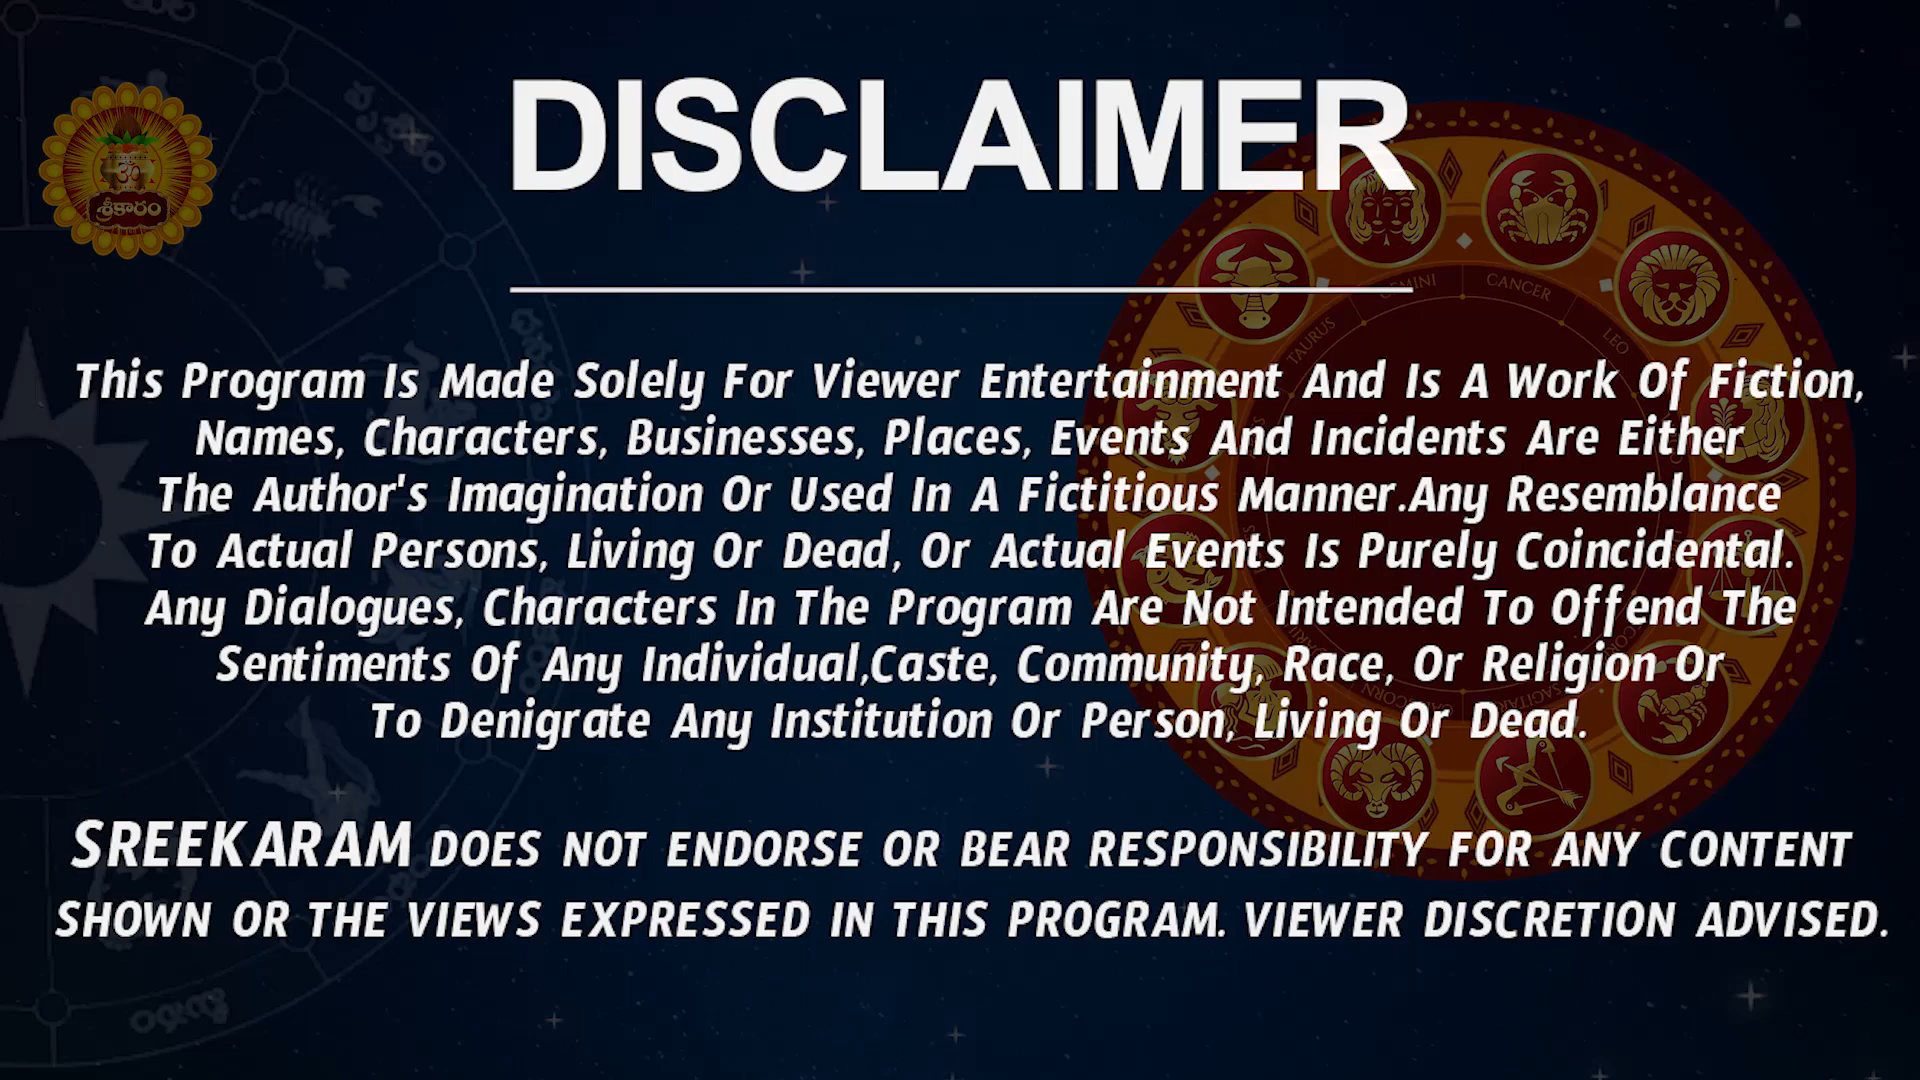 DISCLAIMER
ॐ
శ్రీకారం
GEMINI
CANCER
TAURUS
LEO
This Program Is Made Solely For Viewer Entertainment And Is A Work Of Fiction,
Names, Characters, Businesses, Places, Events And Incidents Are Either
The Author's Imagination Or Used In A Fictitious Manner.Any Resemblance
To Actual Persons, Living Or Dead, Or Actual Events Is Purely Coincidental.
Any Dialogues, Characters In The Program Are Not Intended To Offend The
Sentiments Of Any Individual,Caste, Community, Race, Or Religion Or
To Denigrate Any Institution Or Person, Living Or Dead.
SREEKARAM DOES NOT ENDORSE OR BEAR RESPONSIBILITY FOR ANY CONTENT
SHOWN OR THE VIEWS EXPRESSED IN THIS PROGRAM. VIEWER DISCRETION ADVISED.